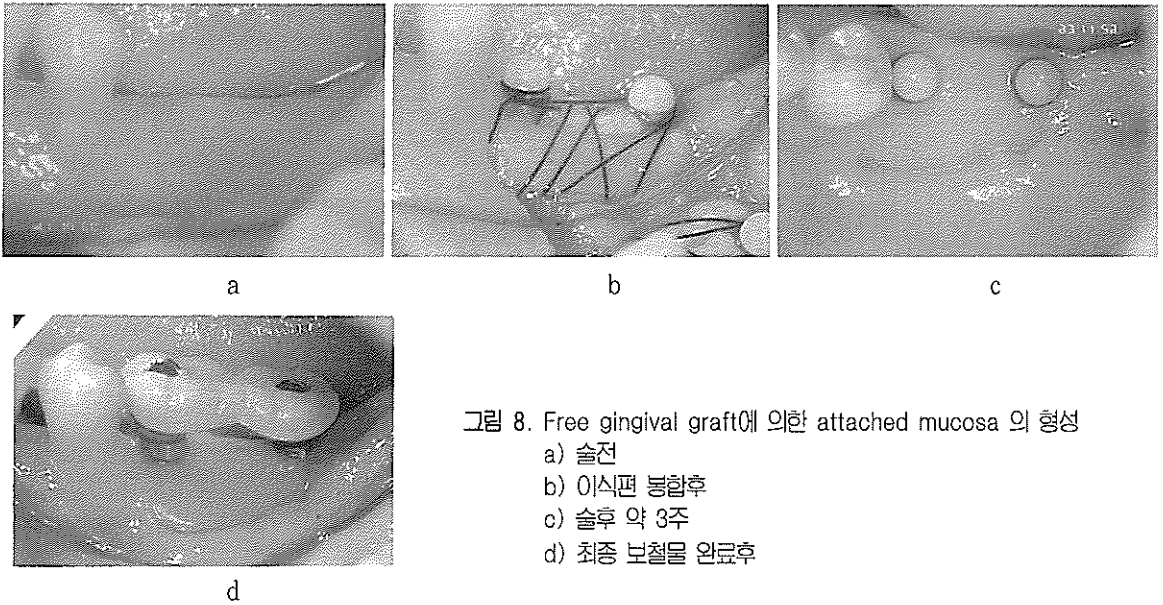 a
b
c
d
그림 8. Free gingival graft에 의한 attached mucosa 의 형성
a) 술전
b) 이식편 봉합후
c) 술후 약 3주
d) 최종 보철물 완료후